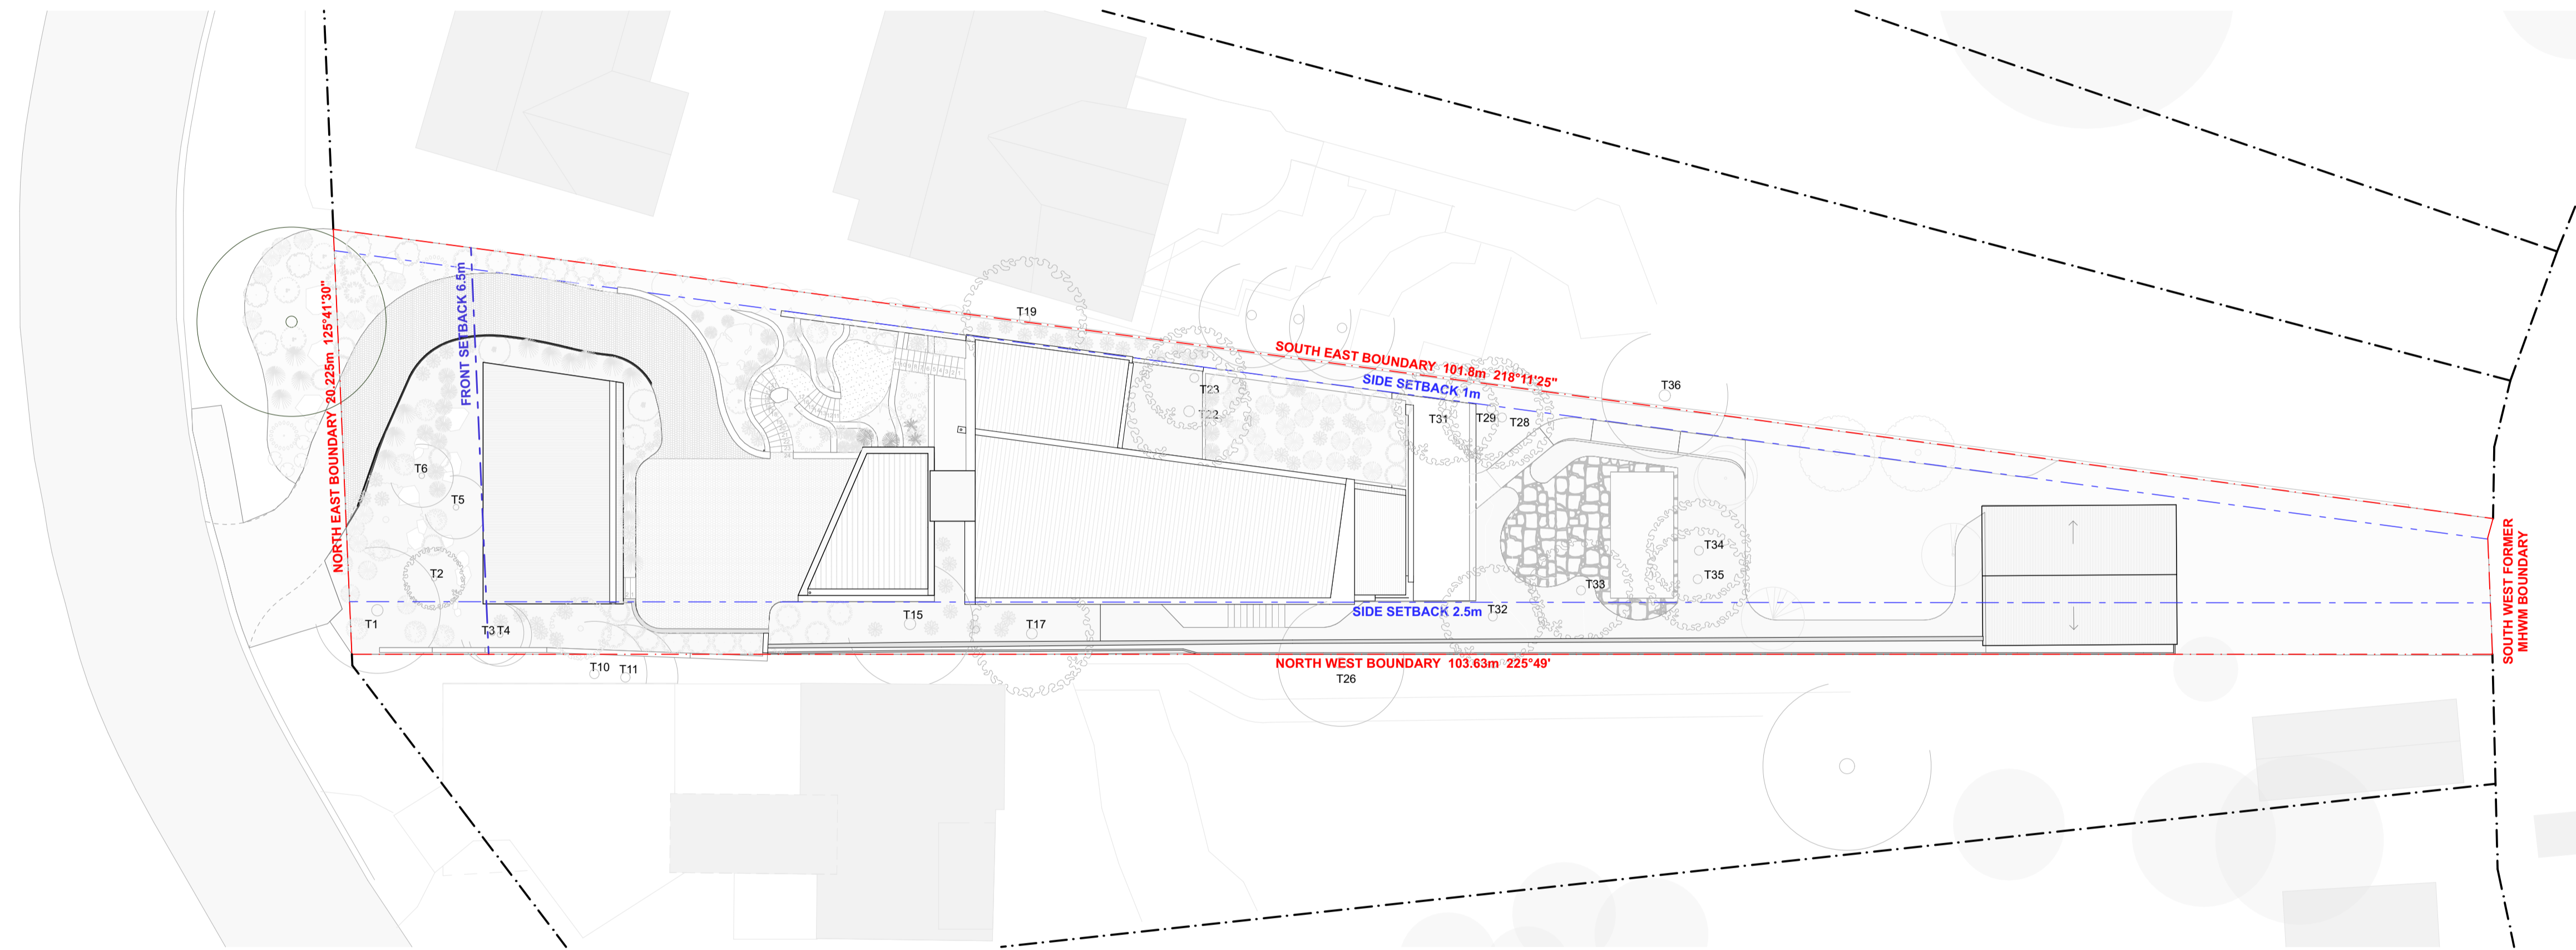 NORTH EAST BOUNDARY 20.225m 125°41'30"
FRONT SETBACK 6.5m
T6
T5
T2
T1
T3
T4
T10
T11
T19
T15
T17
T23
T22
SOUTH EAST BOUNDARY 101.8m 218°11'25"
SIDE SETBACK 1m
T31
T29
T28
T36
T34
T35
T33
T32
SIDE SETBACK 2.5m
NORTH WEST BOUNDARY 103.63m 225°49'
T26
SOUTH WEST FORMER
MHWM BOUNDARY